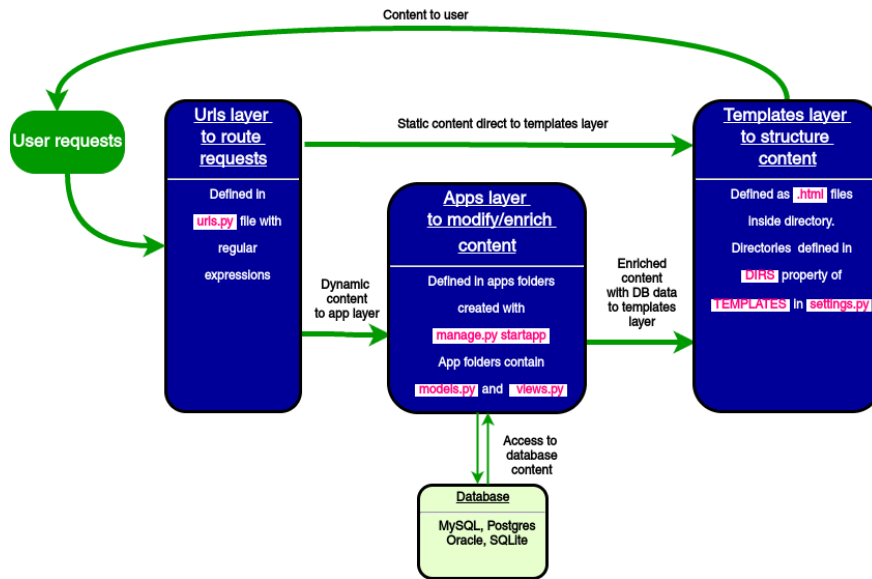 Content to user
User requests
Urls layer
to route
requests
Defined in
urls.py file with
regular
expressions
Static content direct to templates layer
Dynamic
content
to app layer
Apps layer
to modify/enrich
content
Defined in apps folders
created with
manage.py startapp
App folders contain
models.py and views.py
Enriched
content
with DB data
to templates
layer
Templates layer
to structure
content
Defined as .html files
inside directory.
Directories defined in
DIRS property of
TEMPLATES in settings.py
Access to
database
content
Database
MySQL, Postgres
Oracle, SQLite